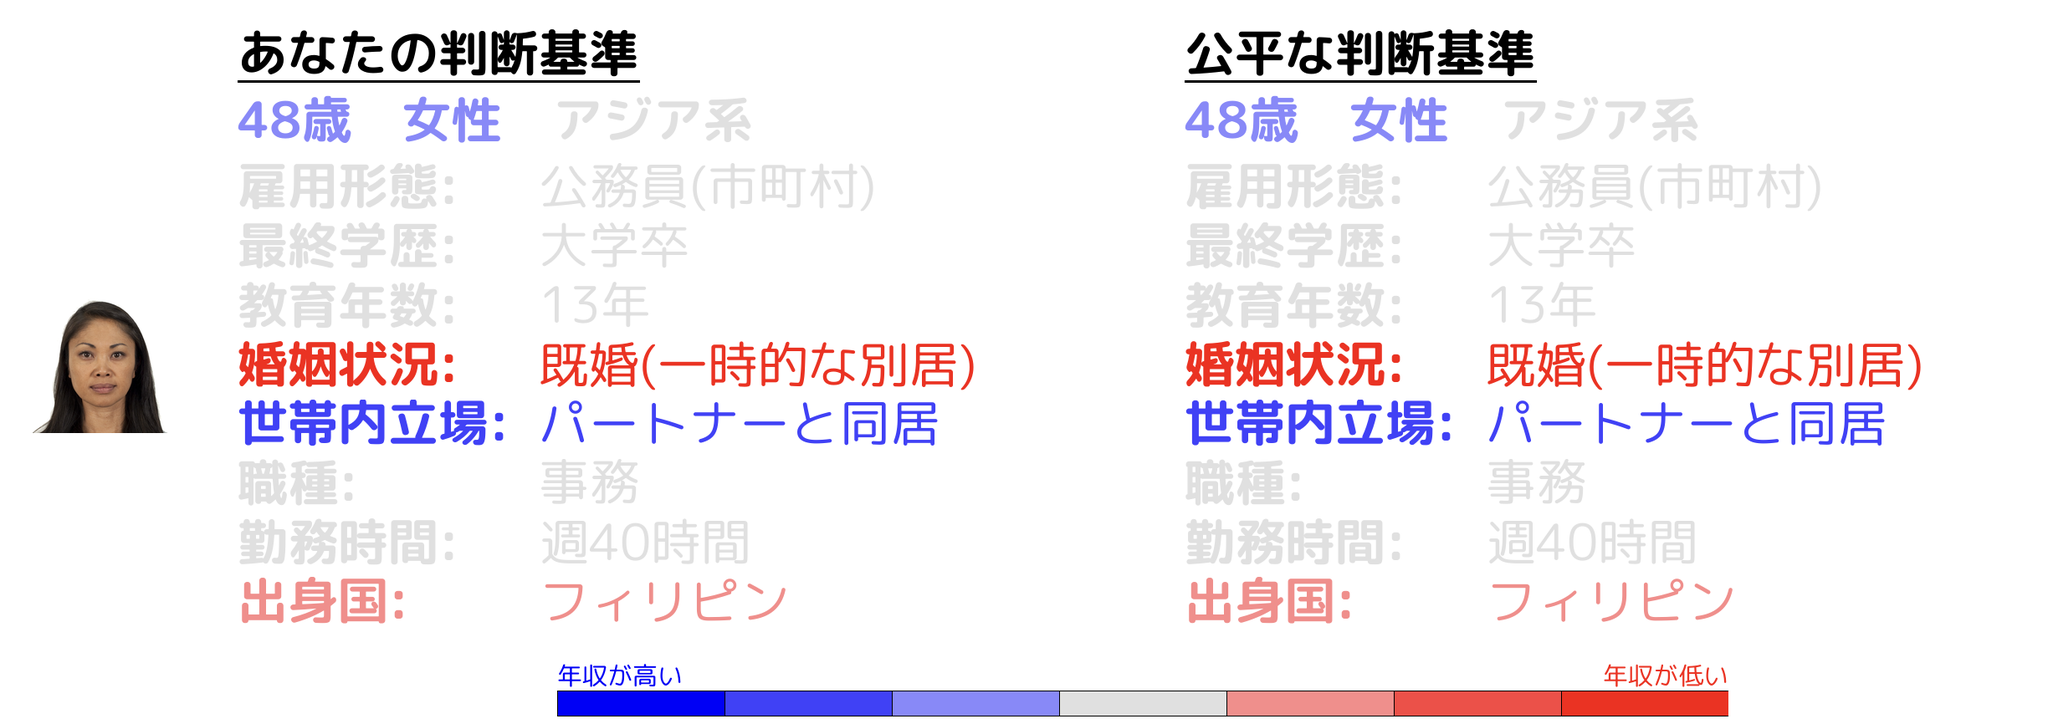 あなたの判断基準
48歳 女性 アジア系
雇用形態: 公務員(市町村)
最終学歴: 大学卒
教育年数: 13年
婚姻状況: 既婚(一時的な別居)
世帯内立場: パートナーと同居
職種: 事務
勤務時間: 週40時間
出身国: フィリピン
公平な判断基準
48歳 女性 アジア系
雇用形態: 公務員(市町村)
最終学歴: 大学卒
教育年数: 13年
婚姻状況: 既婚(一時的な別居)
世帯内立場: パートナーと同居
職種: 事務
勤務時間: 週40時間
出身国: フィリピン
年収が高い 年収が低い